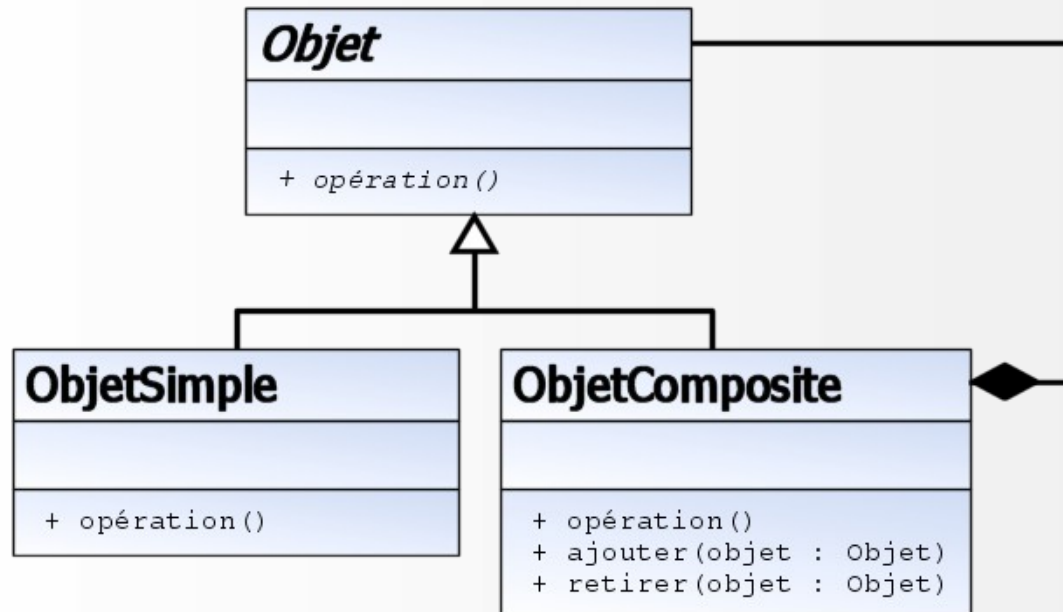 Objet
+ opération()
ObjetSimple
+ opération()
ObjetComposite
+ opération()
+ ajouter(objet : Objet)
+ retirer(objet : Objet)